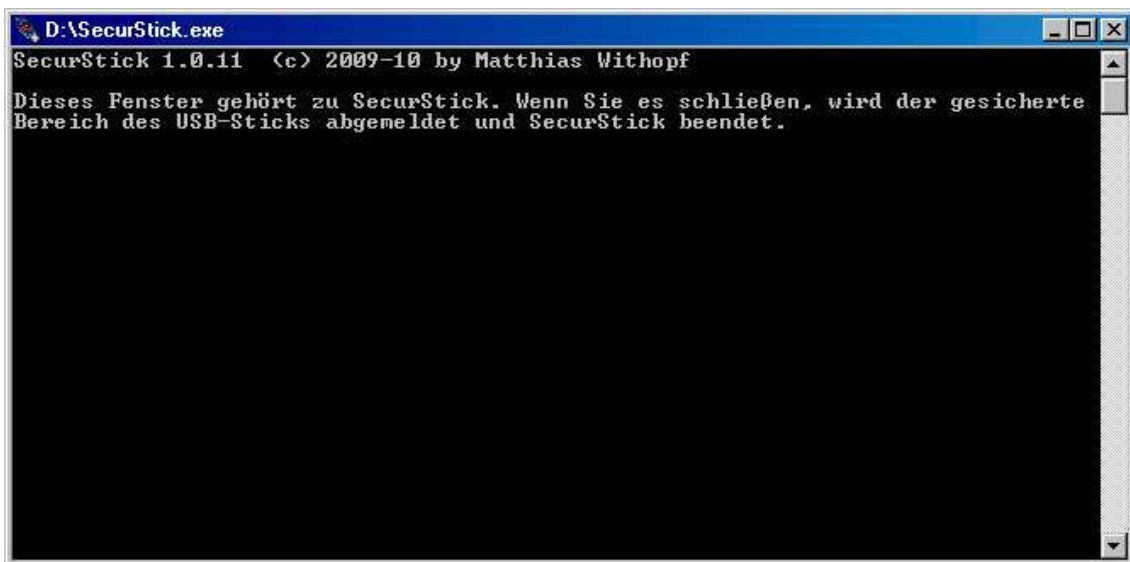 D:\SecurStick.exe
SecurStick 1.0.11 (c) 2009-10 by Matthias Withopf
Dieses Fenster gehört zu SecurStick. Wenn Sie es schließen, wird der gesicherte
Bereich des USB-Sticks abgemeldet und SecurStick beendet.